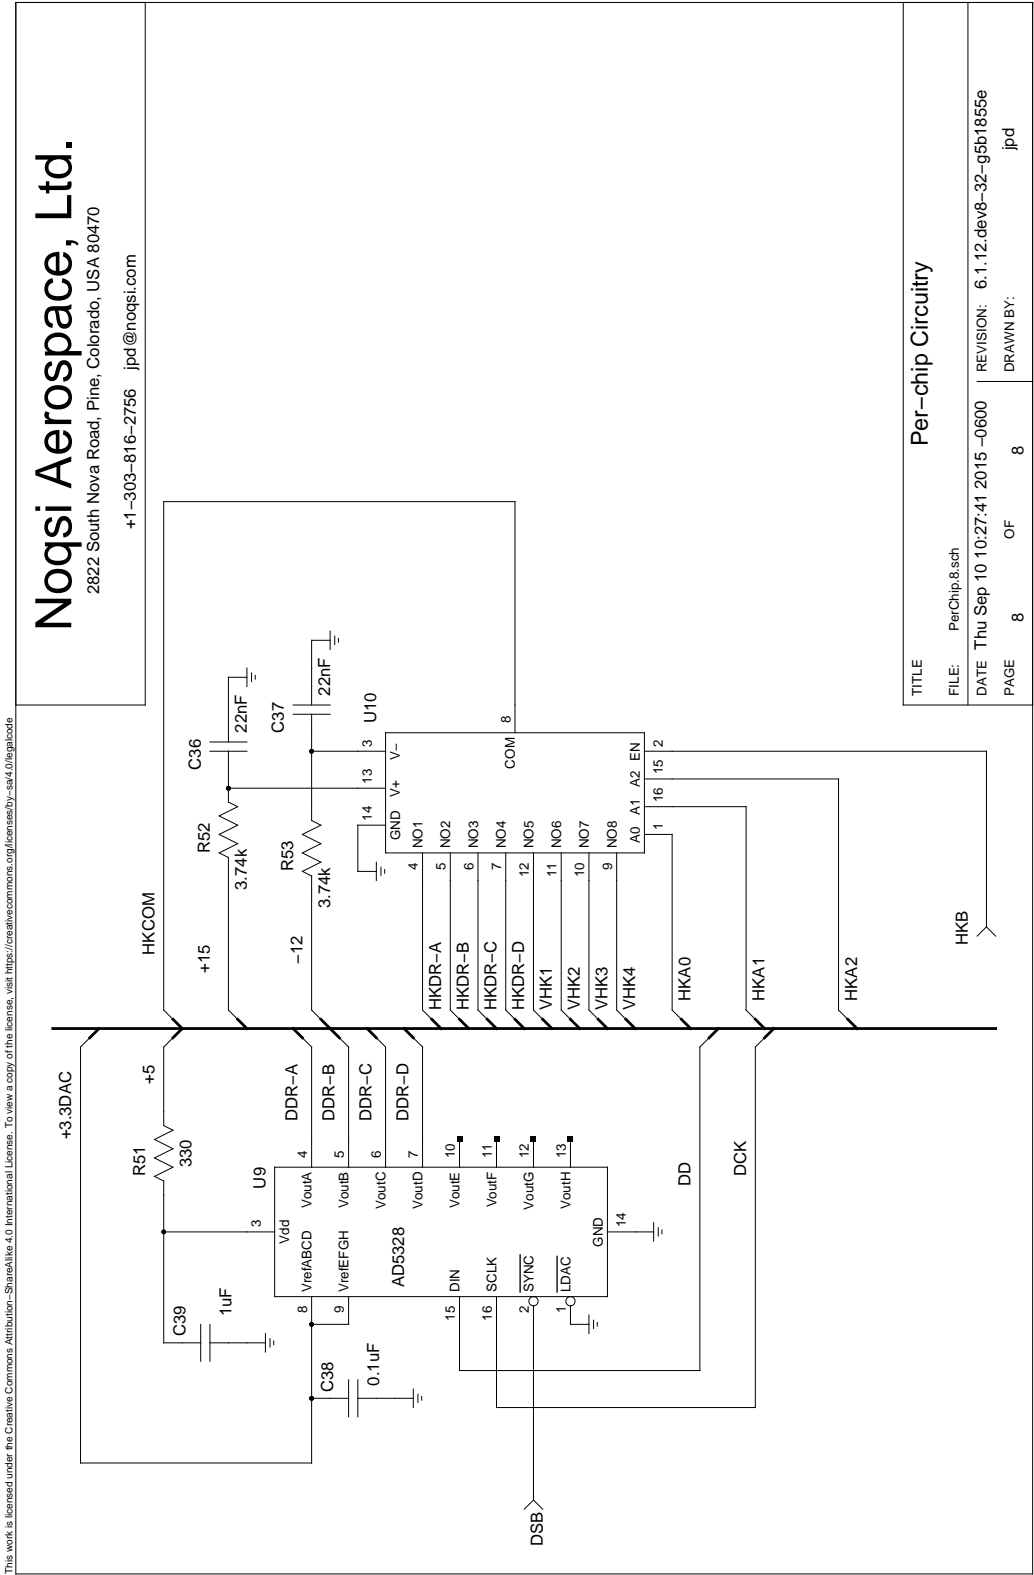 This work is licensed under the Creative Commons Attribution−ShareAlike 4.0 International License. To view a copy of the license, visit https://creativecommons.org/licenses/by−sa/4.0/legalcode
Noqsi Aerospace, Ltd.
2822 South Nova Road, Pine, Colorado, USA 80470
+1−303−816−2756 jpd@noqsi.com
+3.3DAC
+5
HKCOM
R51
330
C39
1uF
C38
0.1uF
+15
R52
3.74k
C36
22nF
−12
R53
3.74k
C37
22nF
U9
AD5328
3
Vdd
8
VrefABCD
9
VrefEFGH
15
DIN
16
SCLK
2
SYNC
1
LDAC
VoutA
4
DDR−A
VoutB
5
DDR−B
VoutC
6
DDR−C
VoutD
7
DDR−D
VoutE
10
VoutF
11
VoutG
12
VoutH
13
GND
14
DD
DCK
DSB
U10
14
GND
13
V+
3
V−
COM
8
HKDR−A
4
NO1
HKDR−B
5
NO2
HKDR−C
6
NO3
HKDR−D
7
NO4
VHK1
12
NO5
VHK2
11
NO6
VHK3
10
NO7
VHK4
9
NO8
A0
1
A1
16
A2
15
EN
2
HKA0
HKA1
HKA2
HKB
TITLE
Per−chip Circuitry
FILE: PerChip.8.sch
DATE Thu Sep 10 10:27:41 2015 −0600
REVISION: 6.1.12.dev8−32−g5b1855e
PAGE 8 OF 8
DRAWN BY: jpd